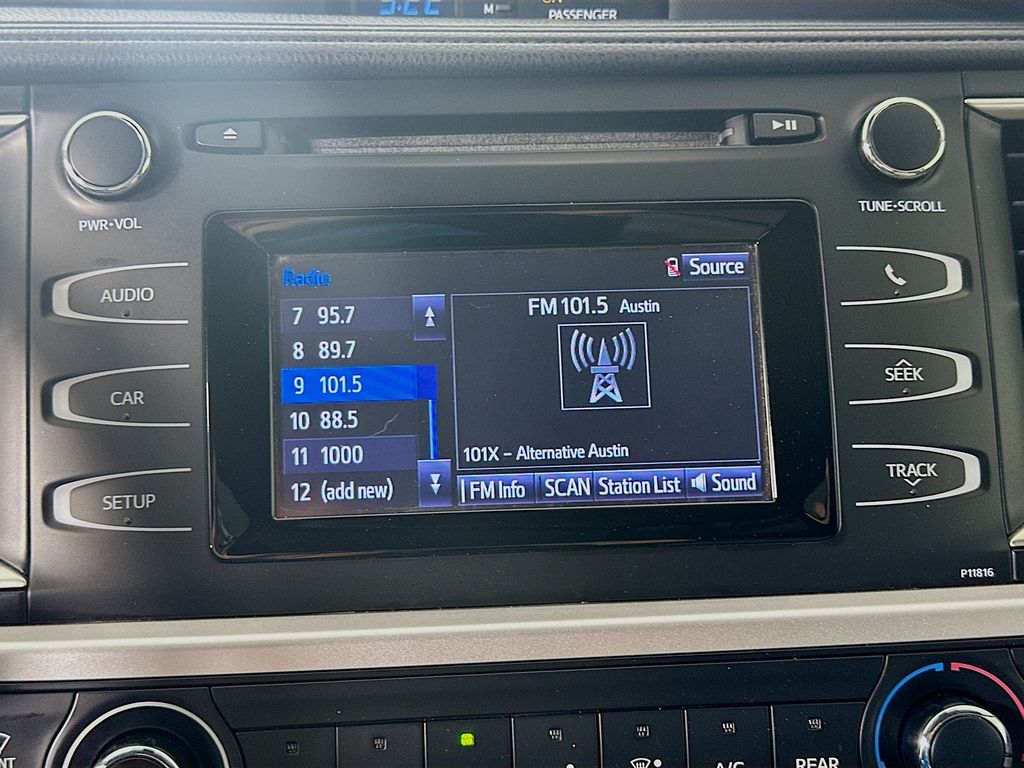 M
PASSENGER
PWR•VOL
TUNE•SCROLL
AUDIO
CAR
SETUP
SEEK
TRACK
P11816
Radio
Source
7 95.7
8 89.7
9 101.5
10 88.5
11 1000
12 (add new)
FM 101.5 Austin
101X – Alternative Austin
FM Info
SCAN
Station List
Sound
A/C
REAR